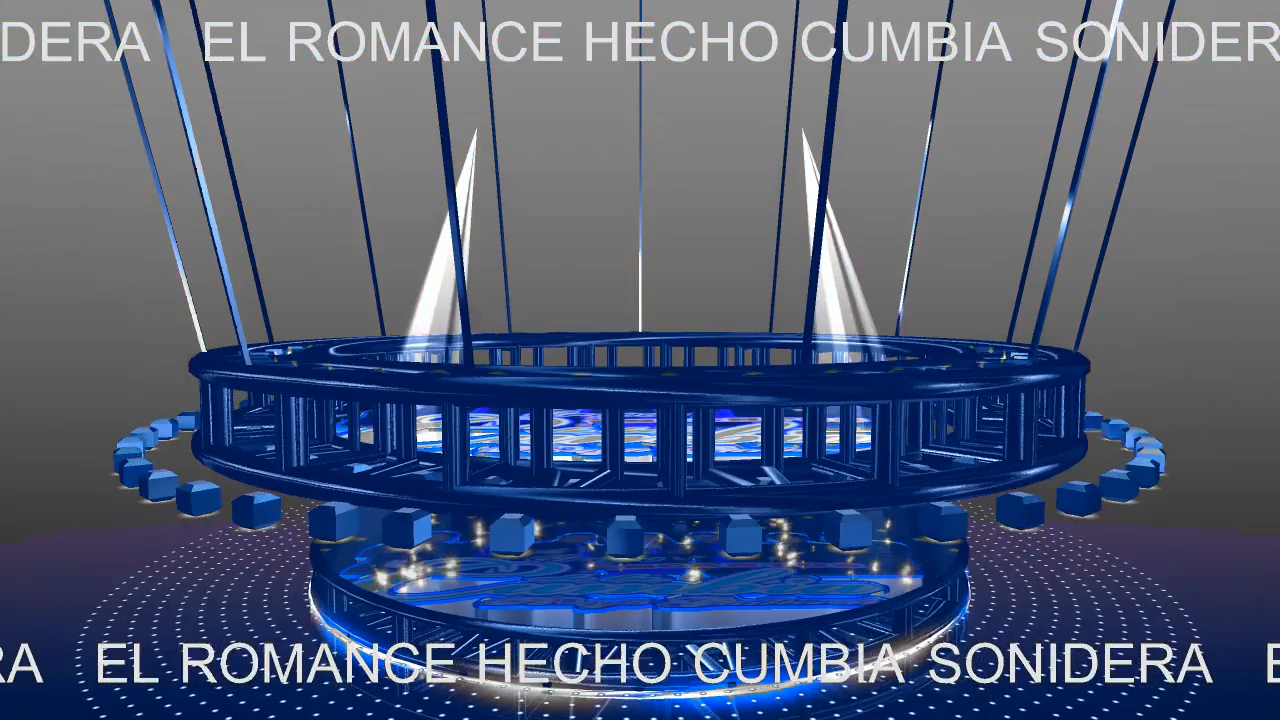 DERA EL ROMANCE HECHO CUMBIA SONIDER
RA EL ROMANCE HECHO CUMBIA SONIDERA E